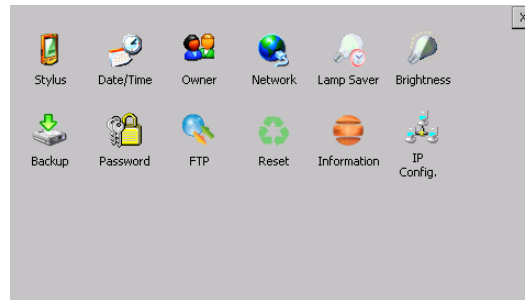 X
Stylus
Date/Time
Owner
Network
Lamp Saver
Brightness
Backup
Password
FTP
Reset
Information
IP
Config.